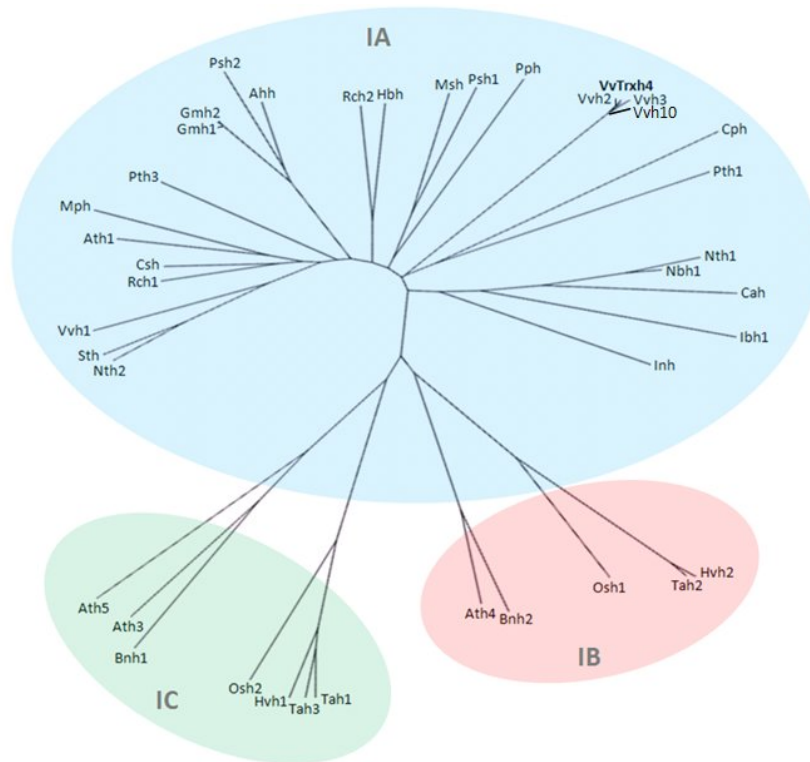 IA
Psh2
Ahh
Gmh2
Gmh1
Rch2
Hbh
Msh
Psh1
Pph
VvTrxh4
Vvh2
Vvh3
Vvh10
Cph
Pth1
Pth3
Mph
Ath1
Csh
Rch1
Nth1
Nbh1
Cah
Vvh1
Sth
Nth2
Ibh1
Inh
Ath5
Ath3
Bnh1
Osh2
Hvh1
Tah3
Tah1
IC
Ath4
Bnh2
Osh1
Tah2
Hvh2
IB